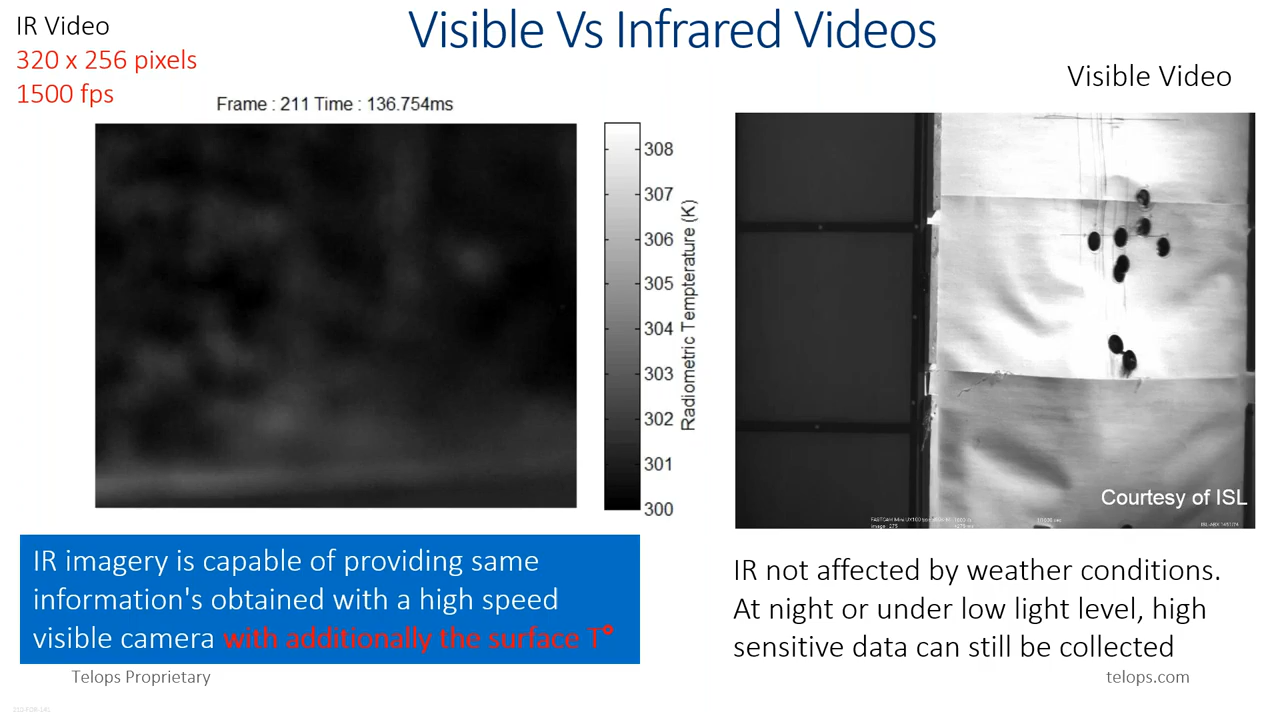 IR Video
320 x 256 pixels
1500 fps
Visible Vs Infrared Videos
Visible Video
Frame : 211 Time : 136.754ms
308
307
306
305
304
303
302
301
300
Radiometric Tempterature (K)
Courtesy of ISL
IR imagery is capable of providing same
information's obtained with a high speed
visible camera with additionally the surface T°
IR not affected by weather conditions.
At night or under low light level, high
sensitive data can still be collected
Telops Proprietary
telops.com